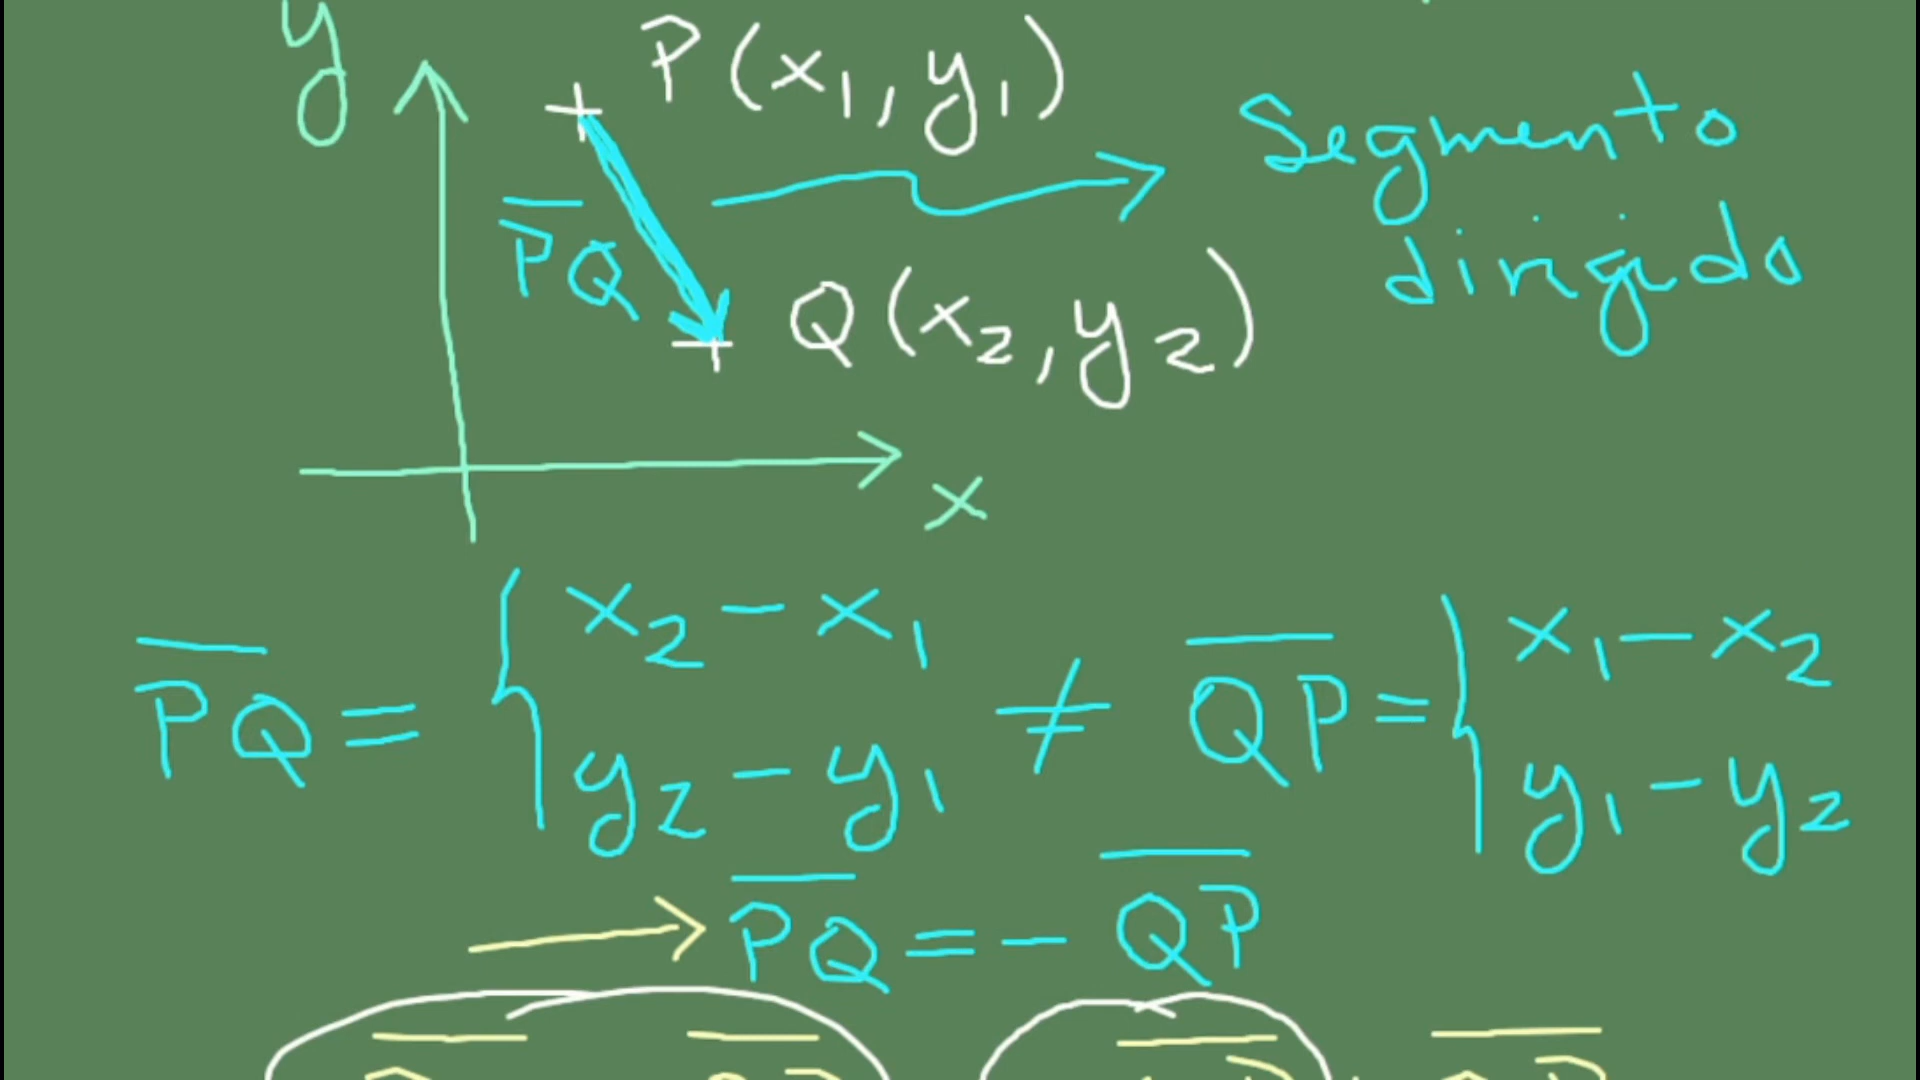 y
P(x₁, y₁)
Segmento
dirigido
PQ
Q(x₂, y₂)
x
PQ = { x₂ - x₁ ≠ QP = { x₁ - x₂
y₂ - y₁ y₁ - y₂
→ PQ = - QP